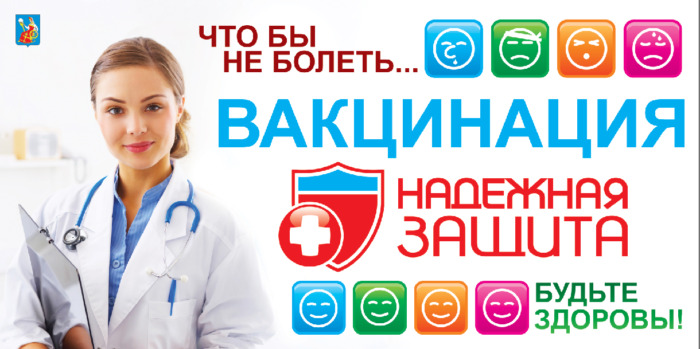 ЧТО БЫ
НЕ БОЛЕТЬ...
ВАКЦИНАЦИЯ
НАДЕЖНАЯ
ЗАЩИТА
БУДЬТЕ
ЗДОРОВЫ!